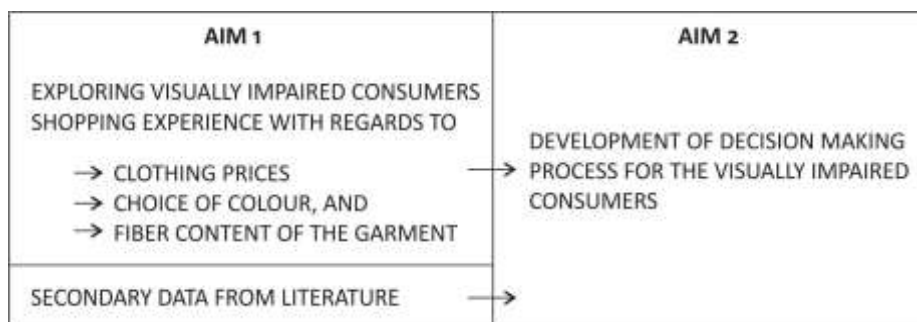 AIM 1
EXPLORING VISUALLY IMPAIRED CONSUMERS
SHOPPING EXPERIENCE WITH REGARDS TO
→ CLOTHING PRICES
→ CHOICE OF COLOUR, AND
→ FIBER CONTENT OF THE GARMENT
SECONDARY DATA FROM LITERATURE →
AIM 2
→ DEVELOPMENT OF DECISION MAKING
PROCESS FOR THE VISUALLY IMPAIRED
CONSUMERS